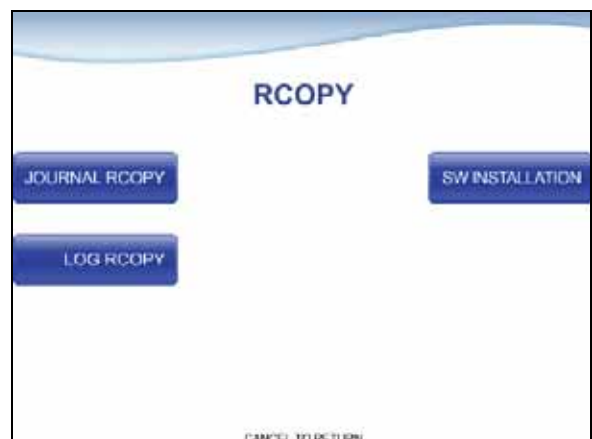 RCOPY
JOURNAL RCOPY
SW INSTALLATION
LOG RCOPY
CANCEL TO RETURN